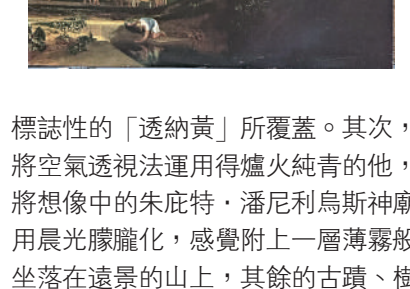 標誌性的「透納黃」所覆蓋。其次，
將空氣透視法運用得爐火純青的他，
將想像中的朱庇特．潘尼利烏斯神廟
用晨光朦朧化，感覺附上一層薄霧般
坐落在遠景的山上，其餘的古蹟、樹